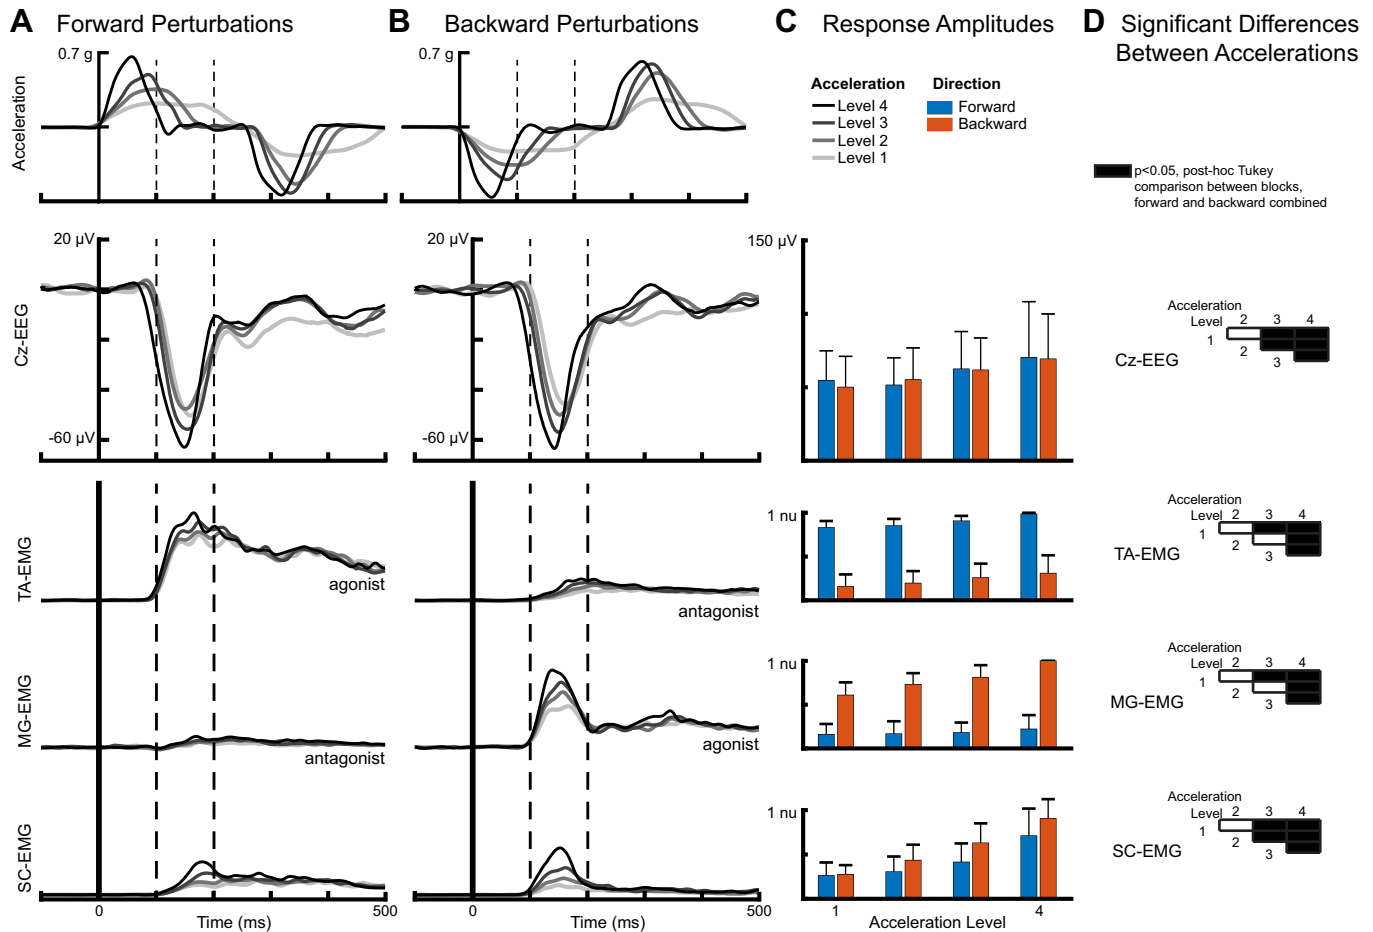 A Forward Perturbations
B Backward Perturbations
C Response Amplitudes
D Significant Differences
Between Accelerations
Acceleration
0.7 g
0.7 g
Acceleration
Level 4
Level 3
Level 2
Level 1
Direction
Forward
Backward
p<0.05, post-hoc Tukey
comparison between blocks,
forward and backward combined
Cz-EEG
20 µV
-60 µV
20 µV
-60 µV
150 µV
Cz-EEG
Acceleration
Level 2 3 4
1
2
3
TA-EMG
agonist
antagonist
1 nu
TA-EMG
Acceleration
Level 2 3 4
1
2
3
MG-EMG
antagonist
agonist
1 nu
MG-EMG
Acceleration
Level 2 3 4
1
2
3
SC-EMG
1 nu
SC-EMG
Acceleration
Level 2 3 4
1
2
3
0 Time (ms) 500
0 Time (ms) 500
1 Acceleration Level 4